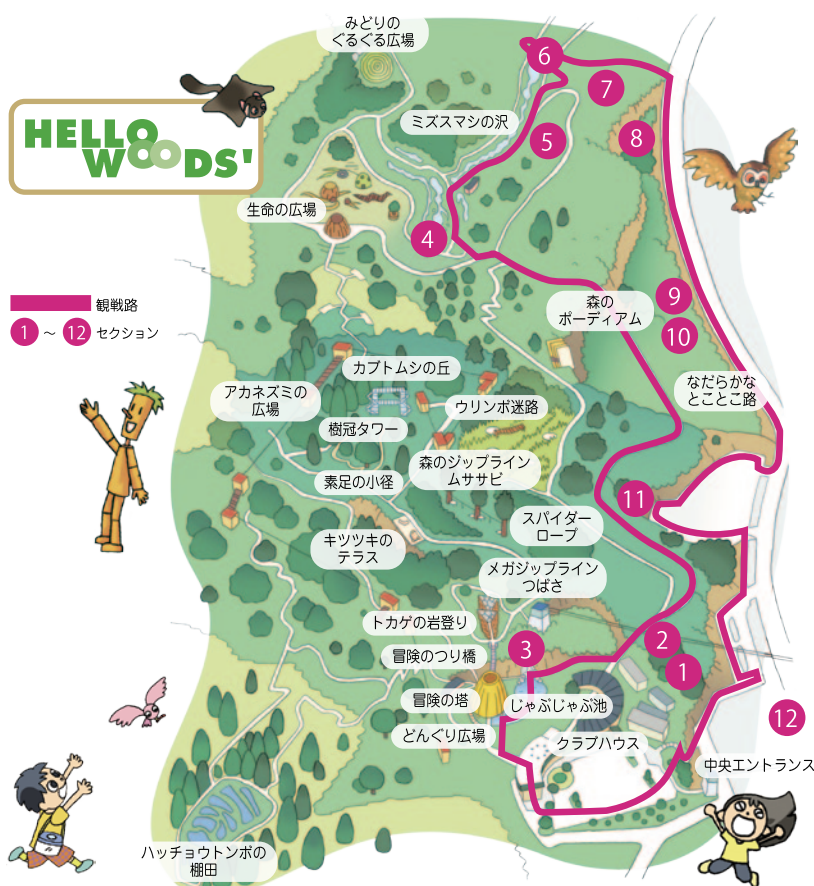 みどりの
ぐるぐる広場
6
7
ミズスマシの沢
HELLO
WOODS'
5
8
生命の広場
4
観戦路
1 ～ 12 セクション
森の
ポーディアム
9
10
カブトムシの丘
なだらかな
とことこ路
アカネズミの
広場
ウリンボ迷路
樹冠タワー
森のジップライン
ムササビ
素足の小径
11
スパイダー
ロープ
キツツキの
テラス
メガジップライン
つばさ
トカゲの岩登り
冒険のつり橋
3
2
1
冒険の塔
じゃぶじゃぶ池
12
どんぐり広場
クラブハウス
中央エントランス
ハッチョウトンボの
棚田